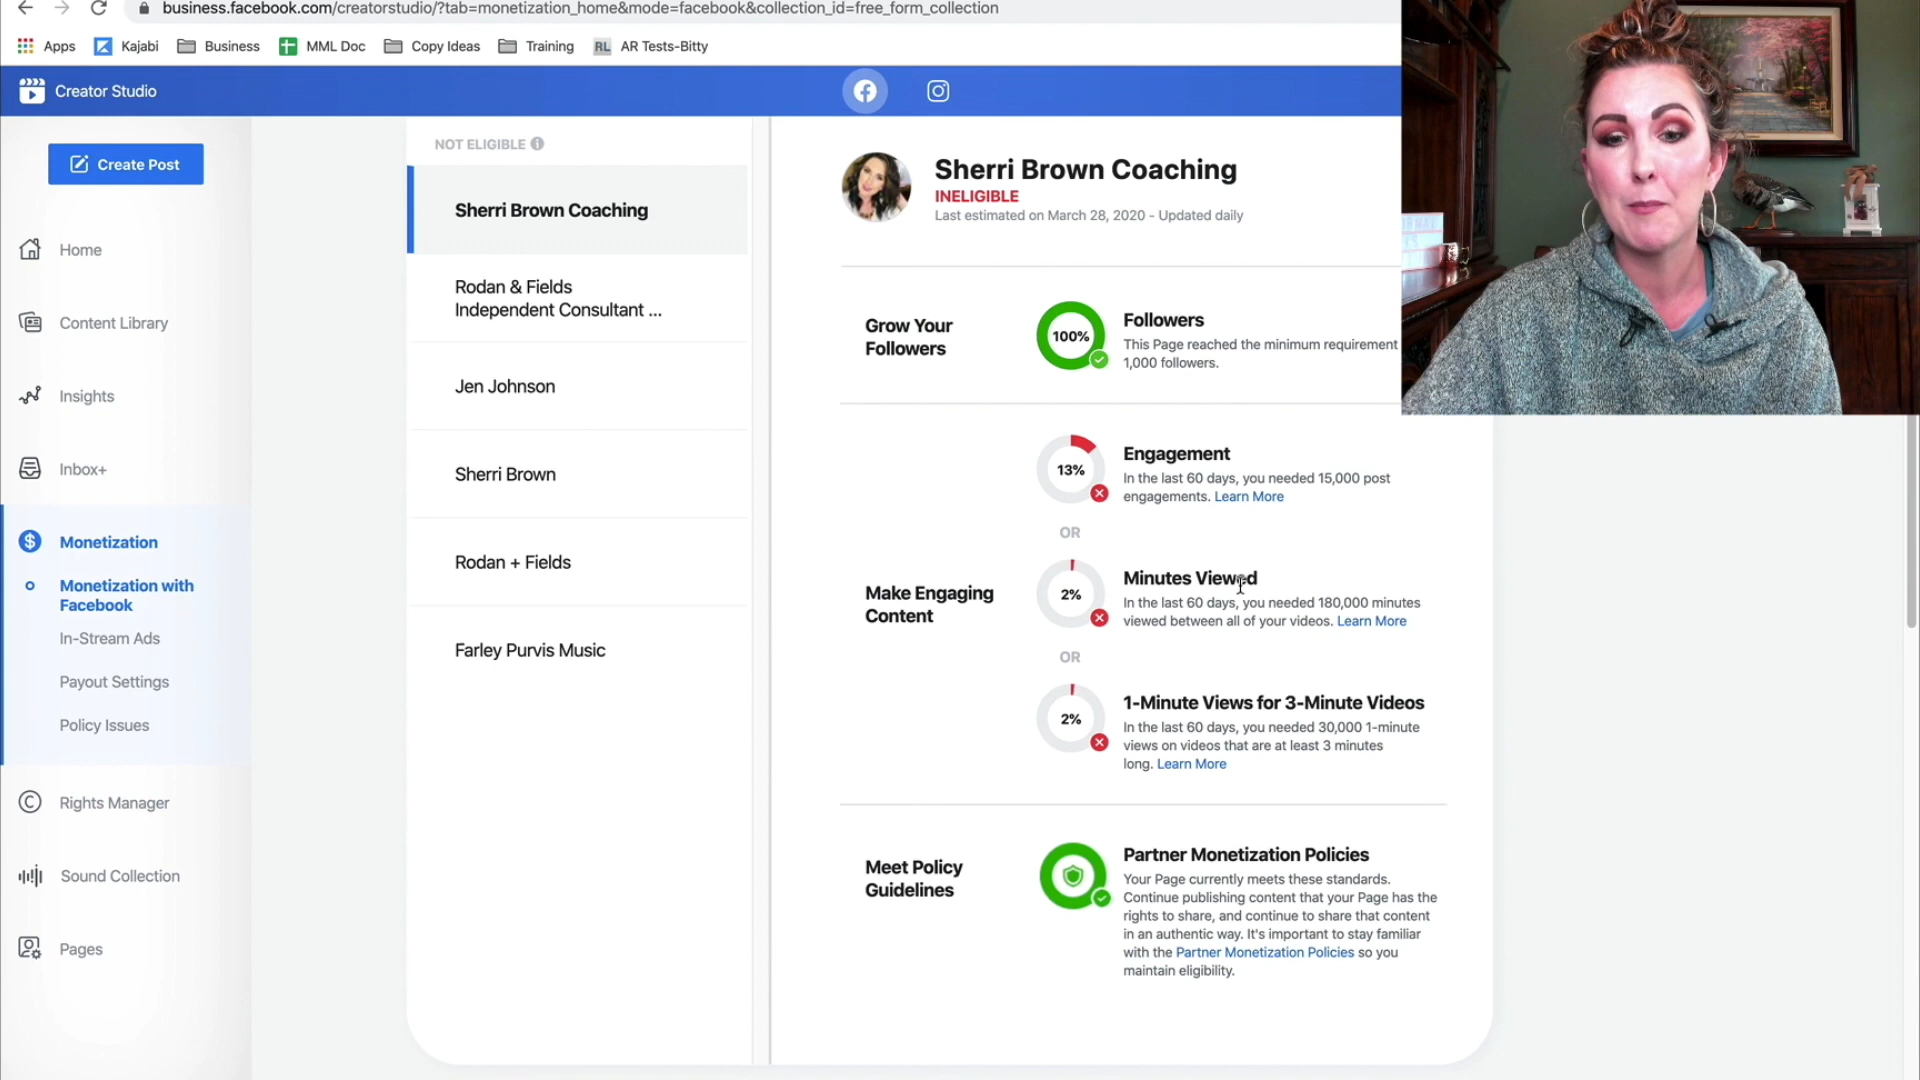 business.facebook.com/creatorstudio/?tab=monetization_home&mode=facebook&collection_id=free_form_collection
Apps
Kajabi
Business
MML Doc
Copy Ideas
Training
RL
AR Tests-Bitty
Creator Studio
Create Post
Home
Content Library
Insights
Inbox+
Monetization
Monetization with
Facebook
In-Stream Ads
Payout Settings
Policy Issues
Rights Manager
Sound Collection
Pages
NOT ELIGIBLE
Sherri Brown Coaching
Rodan & Fields
Independent Consultant ...
Jen Johnson
Sherri Brown
Rodan + Fields
Farley Purvis Music
Sherri Brown Coaching
INELIGIBLE
Last estimated on March 28, 2020 - Updated daily
Grow Your
Followers
100%
Followers
This Page reached the minimum requirement
1,000 followers.
Make Engaging
Content
13%
Engagement
In the last 60 days, you needed 15,000 post
engagements. Learn More
OR
2%
Minutes Viewed
In the last 60 days, you needed 180,000 minutes
viewed between all of your videos. Learn More
OR
2%
1-Minute Views for 3-Minute Videos
In the last 60 days, you needed 30,000 1-minute
views on videos that are at least 3 minutes
long. Learn More
Meet Policy
Guidelines
Partner Monetization Policies
Your Page currently meets these standards.
Continue publishing content that your Page has the
rights to share, and continue to share that content
in an authentic way. It's important to stay familiar
with the Partner Monetization Policies so you
maintain eligibility.